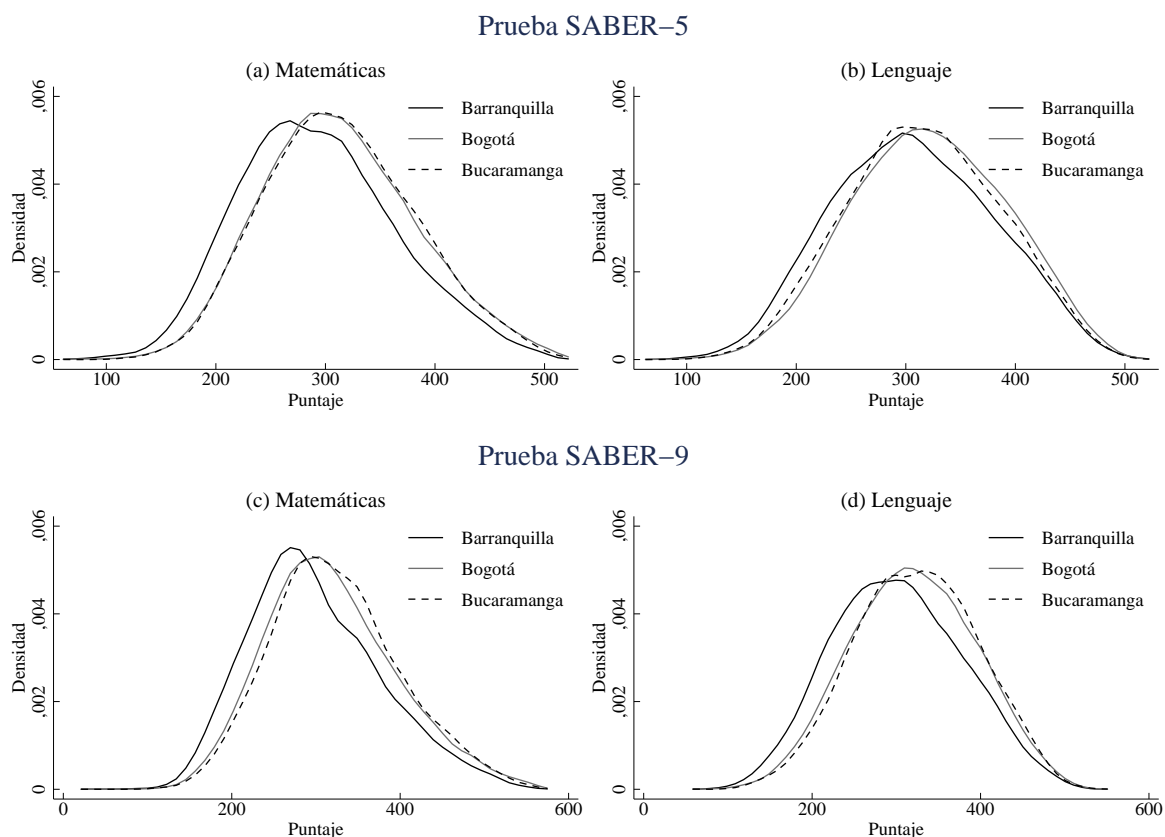 Prueba SABER−5
(a) Matemáticas
(b) Lenguaje
Densidad
0 ,002 ,004 ,006
100 200 300 400 500
Puntaje
Barranquilla
Bogotá
Bucaramanga
Densidad
0 ,002 ,004 ,006
100 200 300 400 500
Puntaje
Barranquilla
Bogotá
Bucaramanga
Prueba SABER−9
(c) Matemáticas
(d) Lenguaje
Densidad
0 ,002 ,004 ,006
0 200 400 600
Puntaje
Barranquilla
Bogotá
Bucaramanga
Densidad
0 ,002 ,004 ,006
0 200 400 600
Puntaje
Barranquilla
Bogotá
Bucaramanga